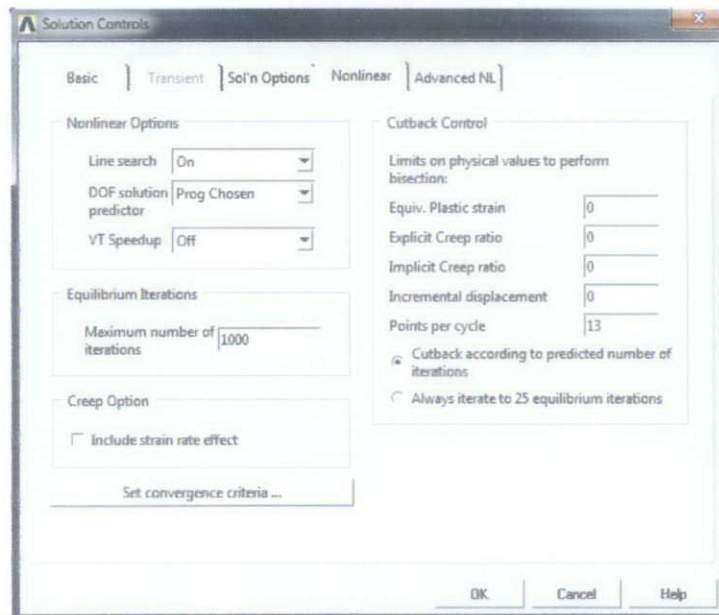 Solution Controls
Basic
Transient
Sol'n Options
Nonlinear
Advanced NL
Nonlinear Options
Line search
On
DOF solution
predictor
Prog Chosen
VT Speedup
Off
Equilibrium Iterations
Maximum number of
iterations
1000
Creep Option
Include strain rate effect
Set convergence criteria ...
Cutback Control
Limits on physical values to perform
bisection:
Equiv. Plastic strain
0
Explicit Creep ratio
0
Implicit Creep ratio
0
Incremental displacement
0
Points per cycle
13
Cutback according to predicted number of
iterations
Always iterate to 25 equilibrium iterations
OK
Cancel
Help